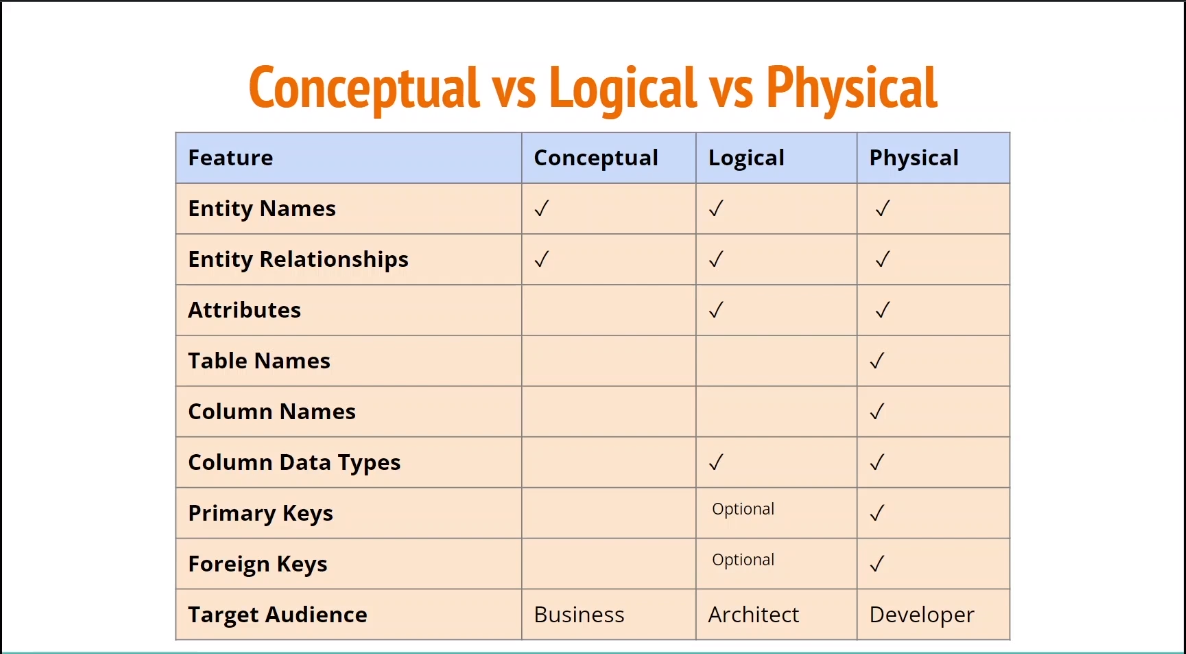 Conceptual vs Logical vs Physical
Feature Conceptual Logical Physical
Entity Names ✓ ✓ ✓
Entity Relationships ✓ ✓ ✓
Attributes ✓ ✓
Table Names ✓
Column Names ✓
Column Data Types ✓ ✓
Primary Keys Optional ✓
Foreign Keys Optional ✓
Target Audience Business Architect Developer